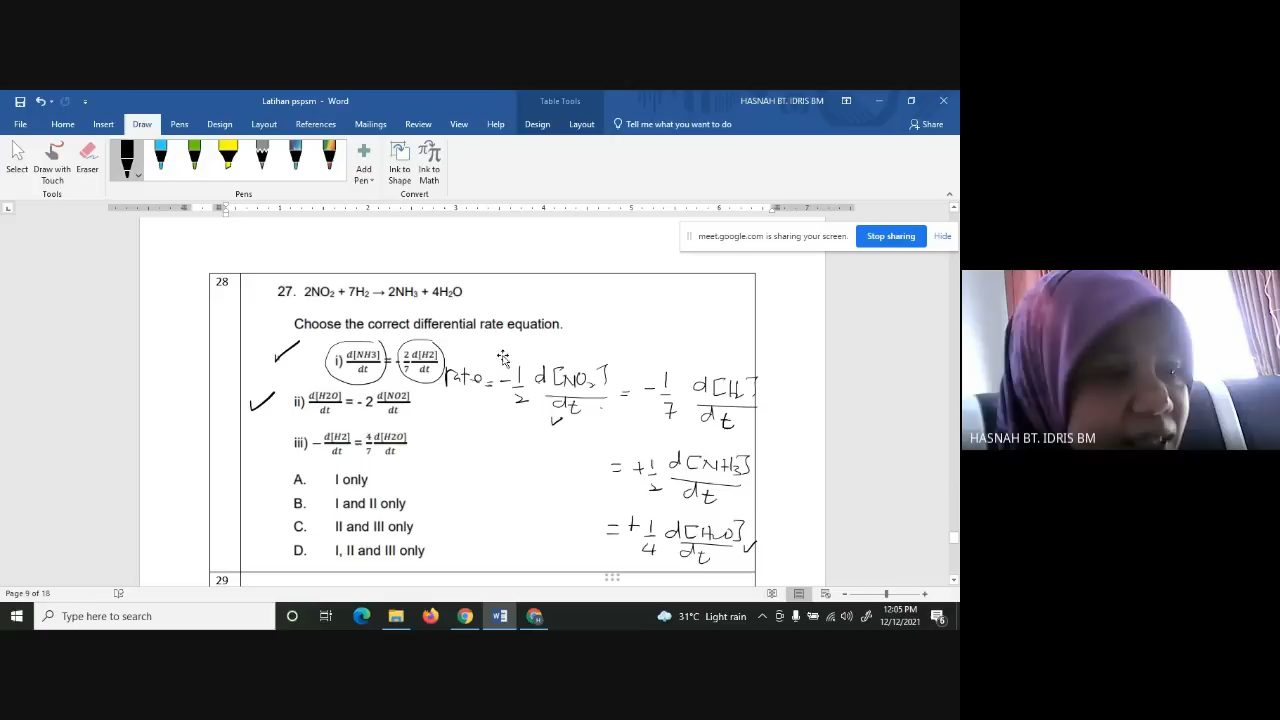 Latihan pspsm - Word
Table Tools
HASNAH BT. IDRIS BM
File Home Insert Draw Pens Design Layout References Mailings Review View Help Design Layout Tell me what you want to do Share
Select Draw with Touch Eraser
Add Pen Ink to Shape Ink to Math
Tools Pens Convert
1 2 3 4 5 6 7
meet.google.com is sharing your screen. Stop sharing Hide
28
27. 2NO₂ + 7H₂ → 2NH₃ + 4H₂O
Choose the correct differential rate equation.
i) d[NH3]/dt = - 2/7 d[H2]/dt
rate = - 1/2 d[NO₂]/dt = - 1/7 d[H₂]/dt
ii) d[H2O]/dt = - 2 d[NO2]/dt
iii) − d[H2]/dt = 4/7 d[H2O]/dt
= + 1/2 d[NH₃]/dt
A. I only
B. I and II only
C. II and III only
= + 1/4 d[H₂O]/dt
D. I, II and III only
29
HASNAH BT. IDRIS BM
Page 9 of 18
Type here to search
31°C Light rain
12:05 PM
12/12/2021
6